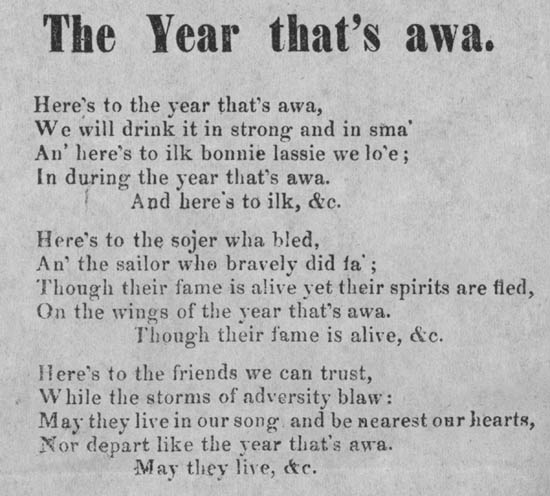 The Year that's awa.
Here's to the year that's awa,
We will drink it in strong and in sma'
An' here's to ilk bonnie lassie we lo'e;
In during the year that's awa.
And here's to ilk, &c.
Here's to the sojer wha bled,
An' the sailor who bravely did fa';
Though their fame is alive yet their spirits are fled,
On the wings of the year that's awa.
Though their fame is alive, &c.
Here's to the friends we can trust,
While the storms of adversity blaw:
May they live in our song and be nearest our hearts,
Nor depart like the year that's awa.
May they live, &c.